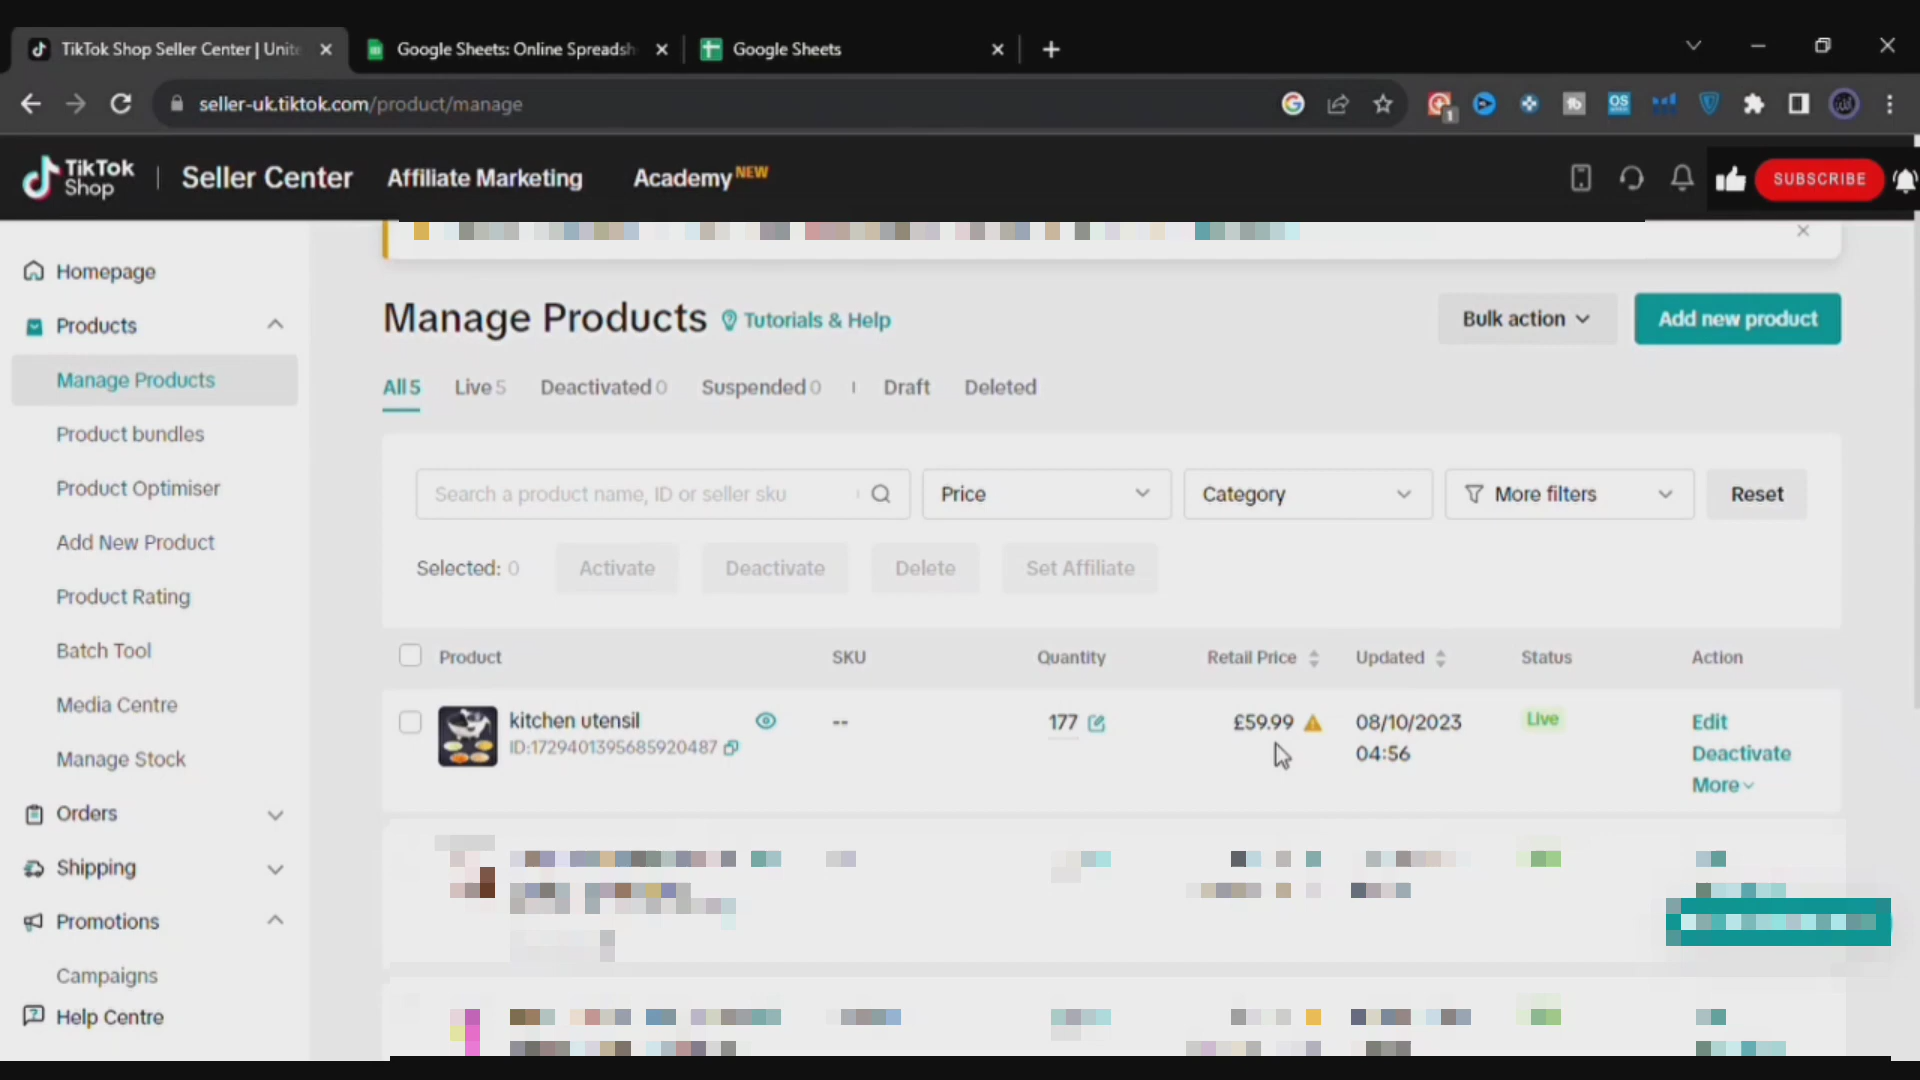 TikTok Shop Seller Center | Unite
Google Sheets: Online Spreadsh
Google Sheets
seller-uk.tiktok.com/product/manage
TikTok Shop
Seller Center
Affiliate Marketing
Academy NEW
SUBSCRIBE
Homepage
Products
Manage Products
Product bundles
Product Optimiser
Add New Product
Product Rating
Batch Tool
Media Centre
Manage Stock
Orders
Shipping
Promotions
Campaigns
Help Centre
Manage Products
Tutorials & Help
Bulk action
Add new product
All 5
Live 5
Deactivated 0
Suspended 0
Draft
Deleted
Search a product name, ID or seller sku
Price
Category
More filters
Reset
Selected: 0
Activate
Deactivate
Delete
Set Affiliate
Product
SKU
Quantity
Retail Price
Updated
Status
Action
kitchen utensil
ID:1729401395685920487
--
177
£59.99
08/10/2023
04:56
Live
Edit
Deactivate
More